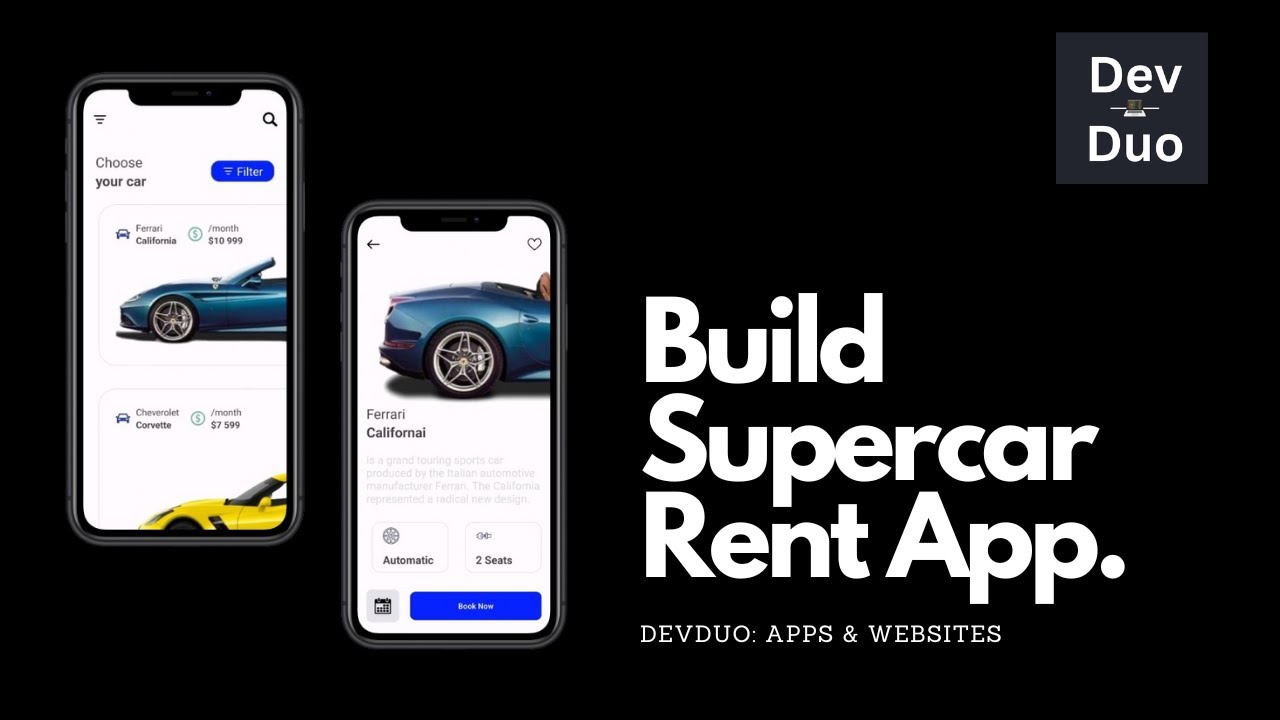 Dev
Duo
Choose
your car
Filter
Ferrari
California
/month
$10 999
Cheverolet
Corvette
/month
$7 599
Ferrari
Californai
is a grand touring sports car
produced by the Italian automotive
manufacturer Ferrari. The California
represented a radical new design.
Automatic
2 Seats
Book Now
Build
Supercar
Rent App.
DEVDUO: APPS & WEBSITES